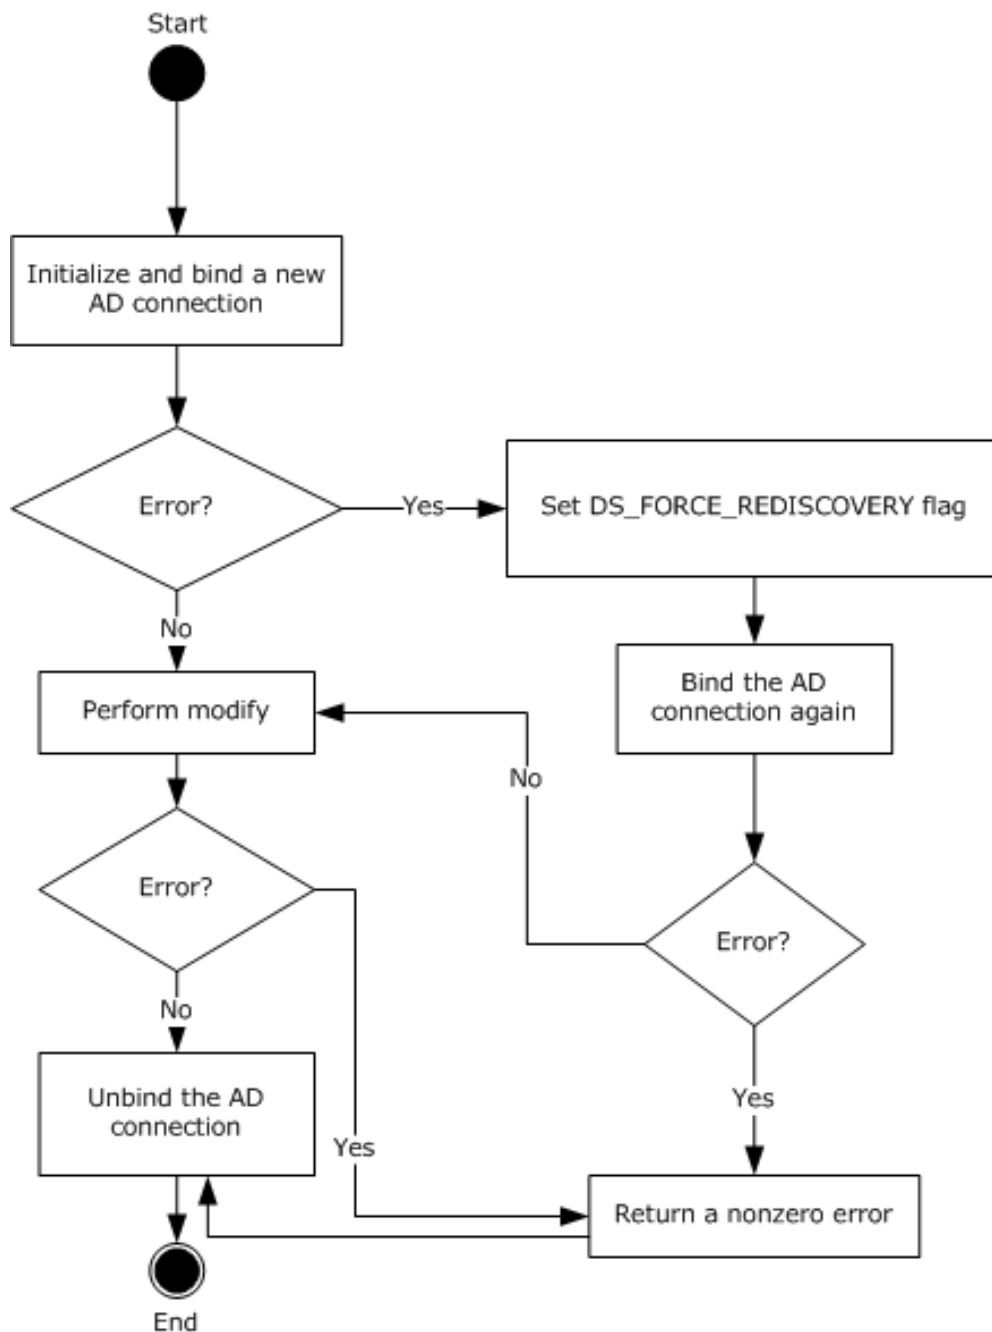 Start
Initialize and bind a new
AD connection
Error?
Yes
Set DS_FORCE_REDISCOVERY flag
No
Perform modify
Bind the AD
connection again
No
Error?
Error?
No
Unbind the AD
connection
Yes
Yes
Return a nonzero error
End